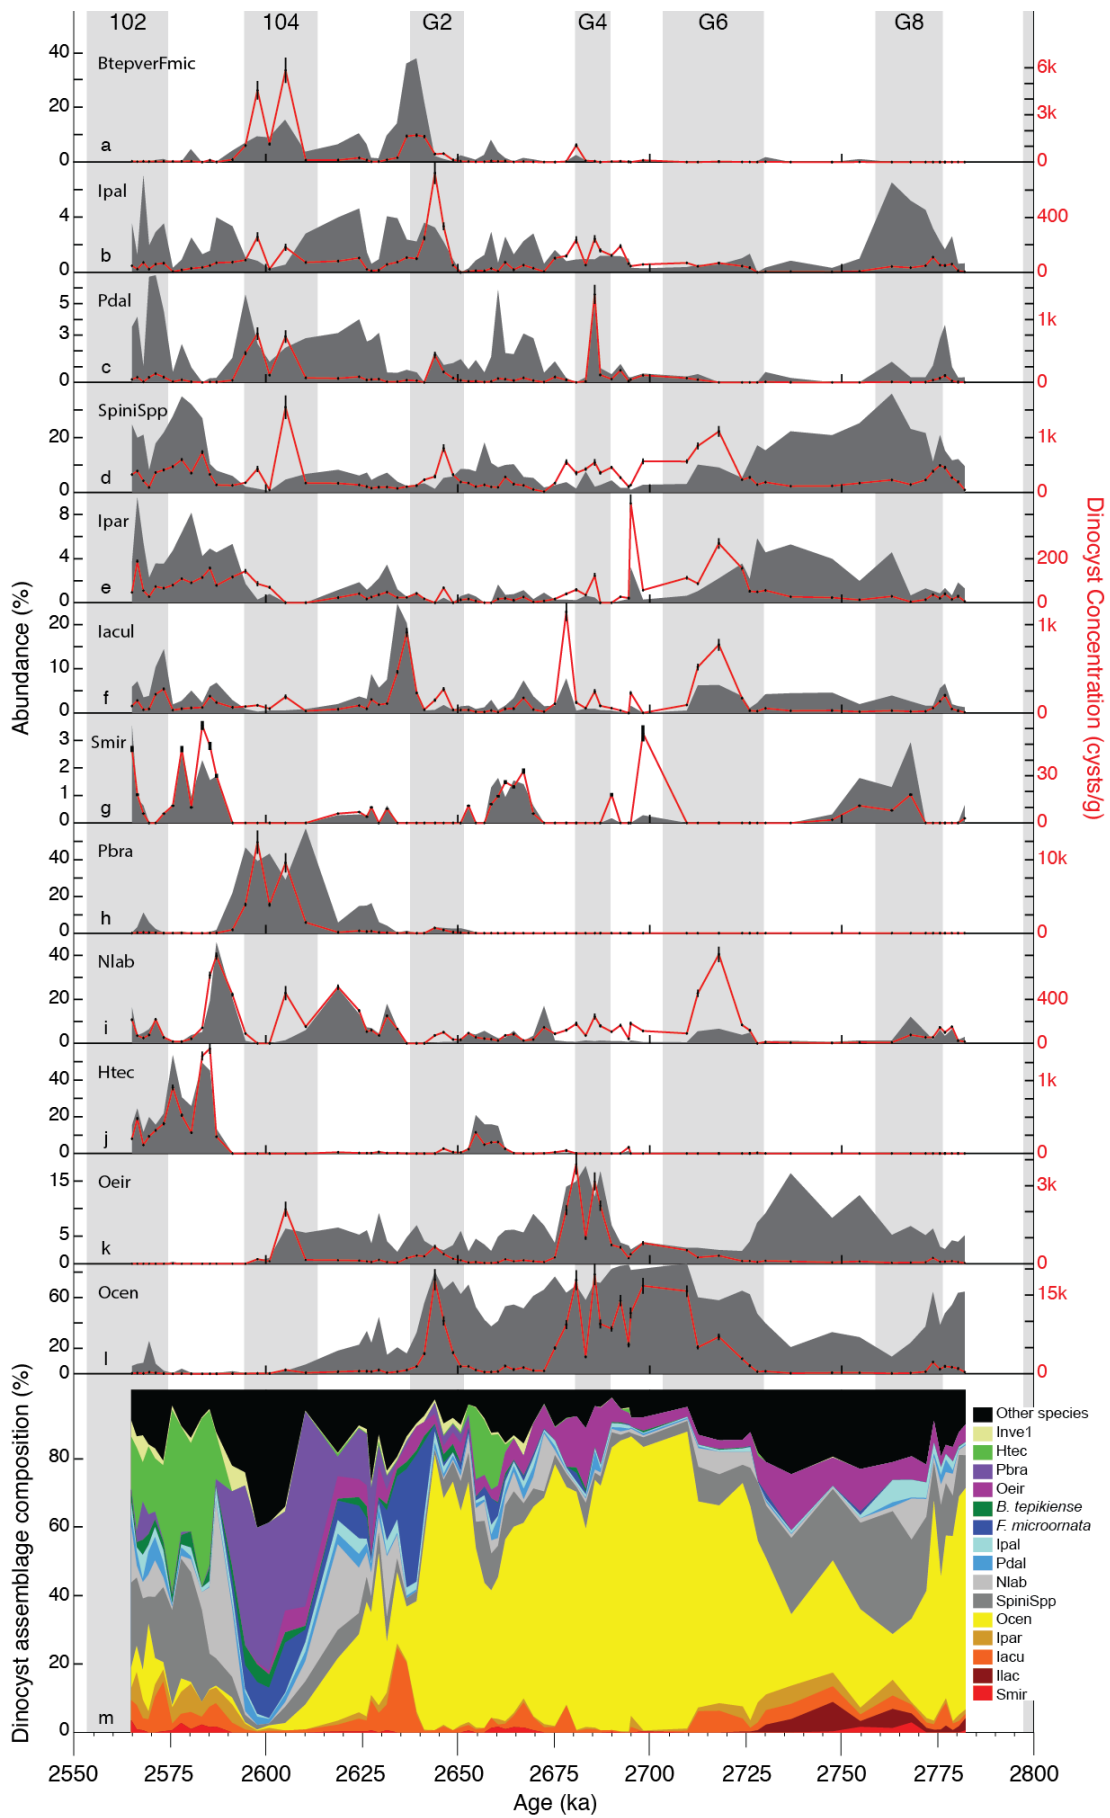 102 104 G2 G4 G6 G8
40 BtepverFmic 6k
20 3k
0 a 0
Ipal
4 400
0 b 0
Pdal
5 1k
3
0 c 0
SpiniSpp
20 1k
0 d 0
Ipar
8
4 200
0 e 0
Iacul
20 1k
10
0 f 0
Smir
3
2 30
1
0 g 0
Pbra
40 10k
20
0 h 0
Nlab
40
20 400
0 i 0
Htec
40 1k
20
0 j 0
Oeir
15 3k
5
0 k 0
Ocen
60 15k
20
0 l 0
Abundance (%)
Dinocyst Concentration (cysts/g)
Dinocyst assemblage composition (%)
80
60
40
20
0 m
Other species
Inve1
Htec
Pbra
Oeir
B. tepikiense
F. microornata
Ipal
Pdal
Nlab
SpiniSpp
Ocen
Ipar
Iacu
Ilac
Smir
2550 2575 2600 2625 2650 2675 2700 2725 2750 2775 2800
Age (ka)